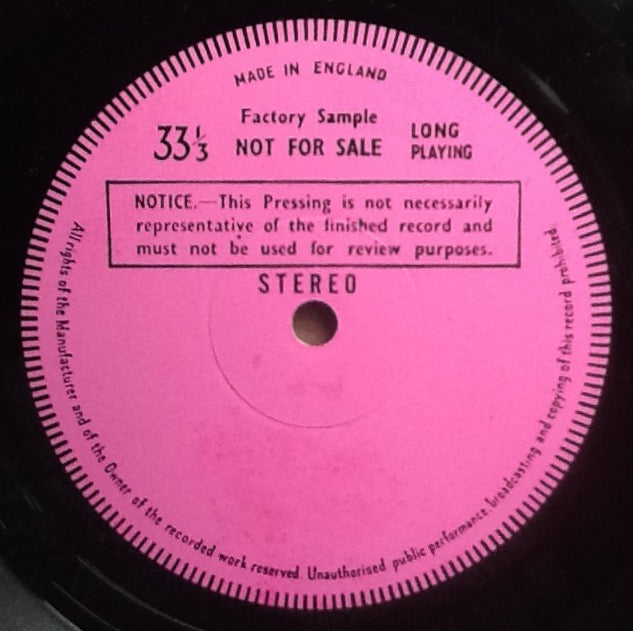 MADE IN ENGLAND
Factory Sample
33⅓ NOT FOR SALE LONG PLAYING
NOTICE.—This Pressing is not necessarily
representative of the finished record and
must not be used for review purposes.
STEREO
All rights of the Manufacturer and of the Owner of the recorded work reserved. Unauthorised public performance, broadcasting and copying of this record prohibited.